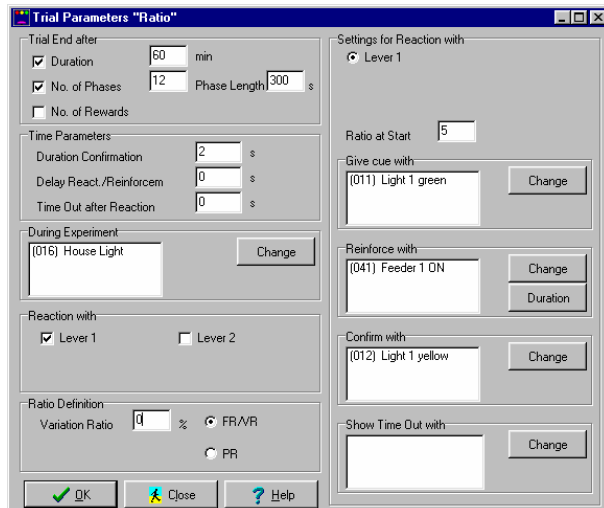 Trial Parameters "Ratio"
Trial End after
Duration 60 min
No. of Phases 12 Phase Length 300 s
No. of Rewards
Time Parameters
Duration Confirmation 2 s
Delay React./Reinforcem 0 s
Time Out after Reaction 0 s
During Experiment
(016) House Light
Change
Reaction with
Lever 1 Lever 2
Ratio Definition
Variation Ratio 0 % FR/VR
PR
OK Close Help
Settings for Reaction with
Lever 1
Ratio at Start 5
Give cue with
(011) Light 1 green
Change
Reinforce with
(041) Feeder 1 ON
Change
Duration
Confirm with
(012) Light 1 yellow
Change
Show Time Out with
Change